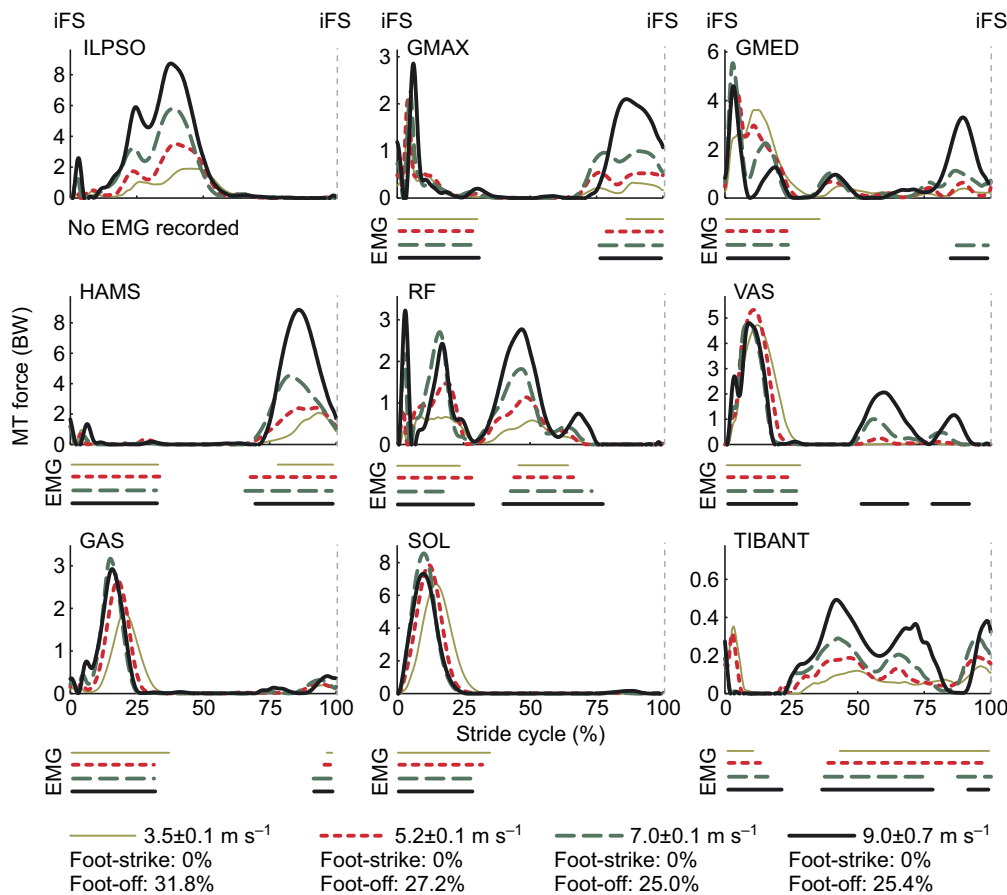 iFS iFS iFS iFS iFS
ILPSO GMAX GMED
8 3 6
6 2 4
4 1 2
2
0 0 0
No EMG recorded EMG EMG
HAMS RF VAS
MT force (BW)
8 4 5
6 3 4
4 2 3
2 1 2
1
0 0 0
EMG EMG EMG
GAS SOL TIBANT
3 8 0.6
2 6 0.4
1 4 0.2
2
0 0 0
0 25 50 75 100 0 25 50 75 100 0 25 50 75 100
Stride cycle (%)
EMG EMG EMG
3.5±0.1 m s⁻¹ 5.2±0.1 m s⁻¹ 7.0±0.1 m s⁻¹ 9.0±0.7 m s⁻¹
Foot-strike: 0% Foot-strike: 0% Foot-strike: 0% Foot-strike: 0%
Foot-off: 31.8% Foot-off: 27.2% Foot-off: 25.0% Foot-off: 25.4%